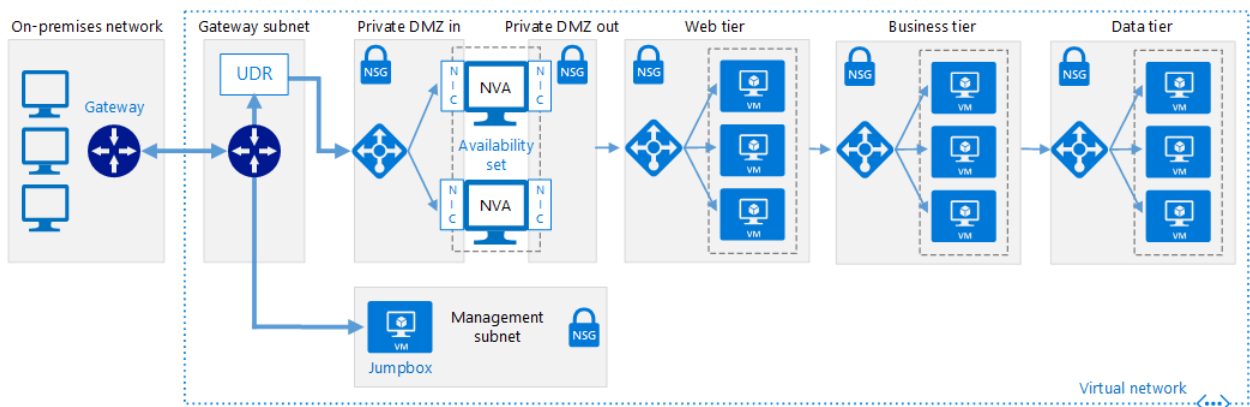 On-premises network
Gateway subnet
Private DMZ in
Private DMZ out
Web tier
Business tier
Data tier
UDR
Gateway
NSG
NIC
NVA
NIC
NSG
NSG
NSG
NSG
VM
VM
VM
VM
VM
VM
VM
VM
VM
Availability
set
NIC
NVA
NIC
Management
subnet
NSG
VM
Jumpbox
Virtual network